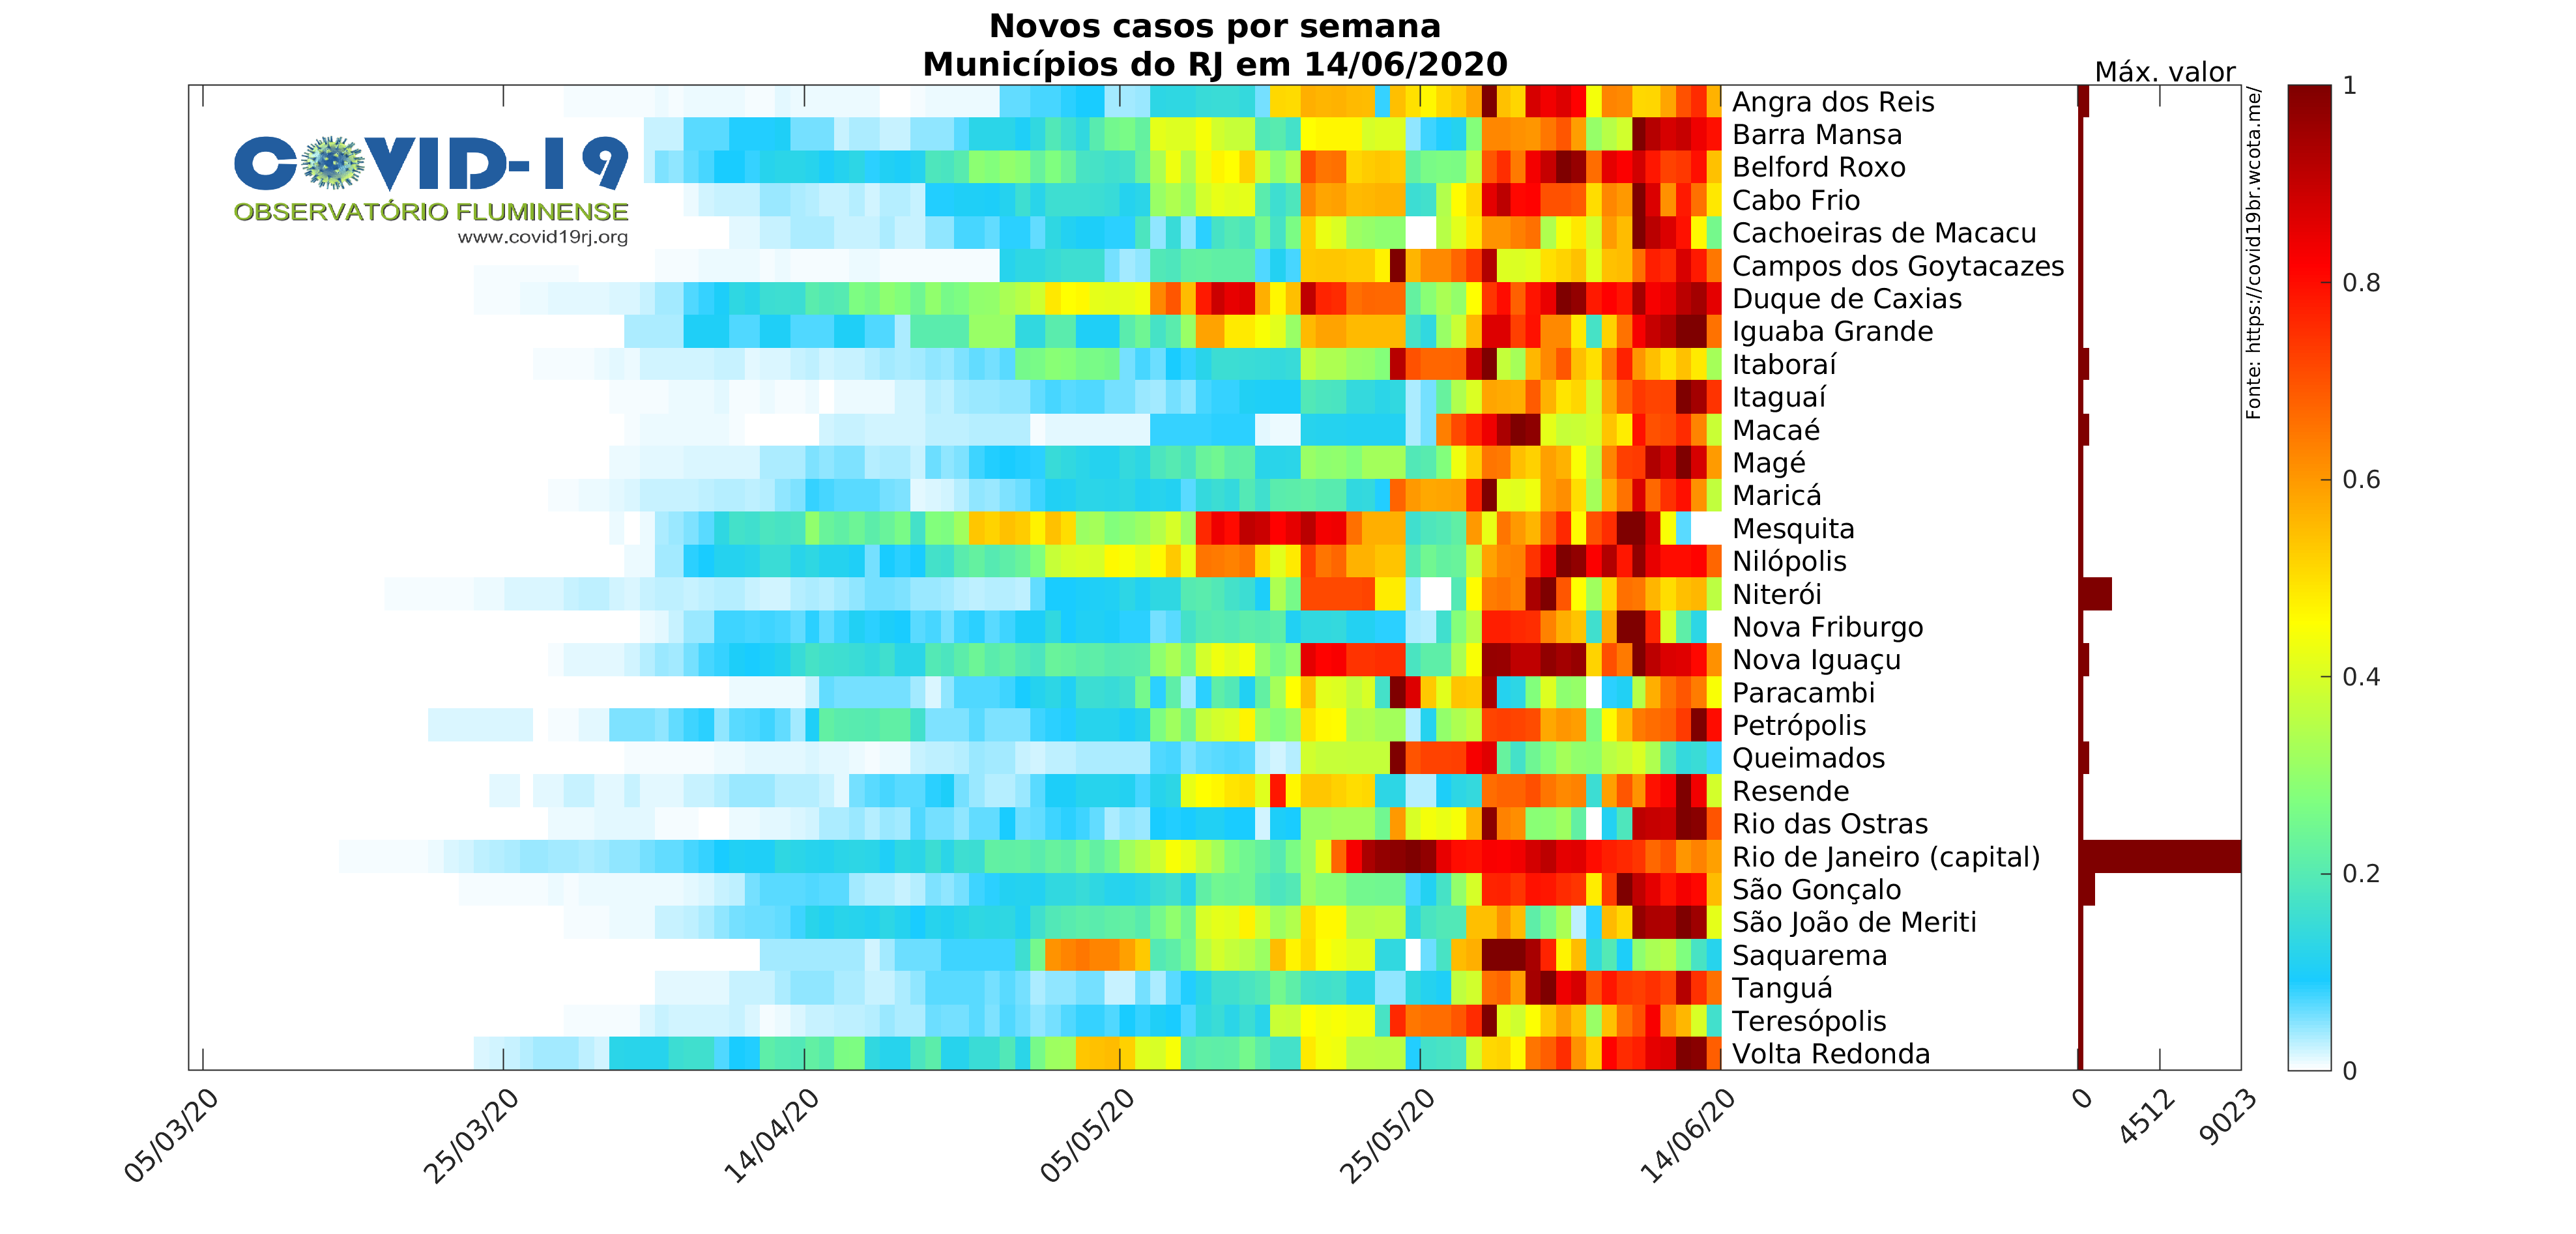 Novos casos por semana
Municípios do RJ em 14/06/2020
Máx. valor
COVID-19
OBSERVATÓRIO FLUMINENSE
www.covid19rj.org
Angra dos Reis
Barra Mansa
Belford Roxo
Cabo Frio
Cachoeiras de Macacu
Campos dos Goytacazes
Duque de Caxias
Iguaba Grande
Itaboraí
Itaguaí
Macaé
Magé
Maricá
Mesquita
Nilópolis
Niterói
Nova Friburgo
Nova Iguaçu
Paracambi
Petrópolis
Queimados
Resende
Rio das Ostras
Rio de Janeiro (capital)
São Gonçalo
São João de Meriti
Saquarema
Tanguá
Teresópolis
Volta Redonda
Fonte: https://covid19br.wcota.me/
1
0.8
0.6
0.4
0.2
0
05/03/20
25/03/20
14/04/20
05/05/20
25/05/20
14/06/20
0
4512
9023